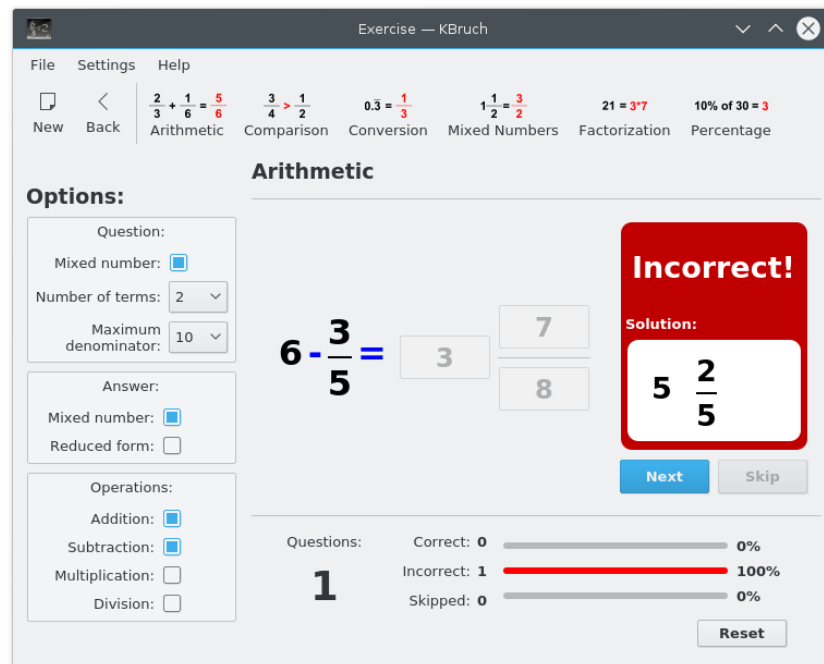 Exercise — KBruch
File Settings Help
New Back
2/3 + 1/6 = 5/6 Arithmetic
3/4 > 1/2 Comparison
0.3̅ = 1/3 Conversion
1 1/2 = 3/2 Mixed Numbers
21 = 3*7 Factorization
10% of 30 = 3 Percentage
Options:
Question:
Mixed number:
Number of terms: 2
Maximum
denominator: 10
Answer:
Mixed number:
Reduced form:
Operations:
Addition:
Subtraction:
Multiplication:
Division:
Arithmetic
6 - 3/5 = 3 7/8
Incorrect!
Solution:
5 2/5
Next Skip
Questions:
1
Correct: 0 0%
Incorrect: 1 100%
Skipped: 0 0%
Reset